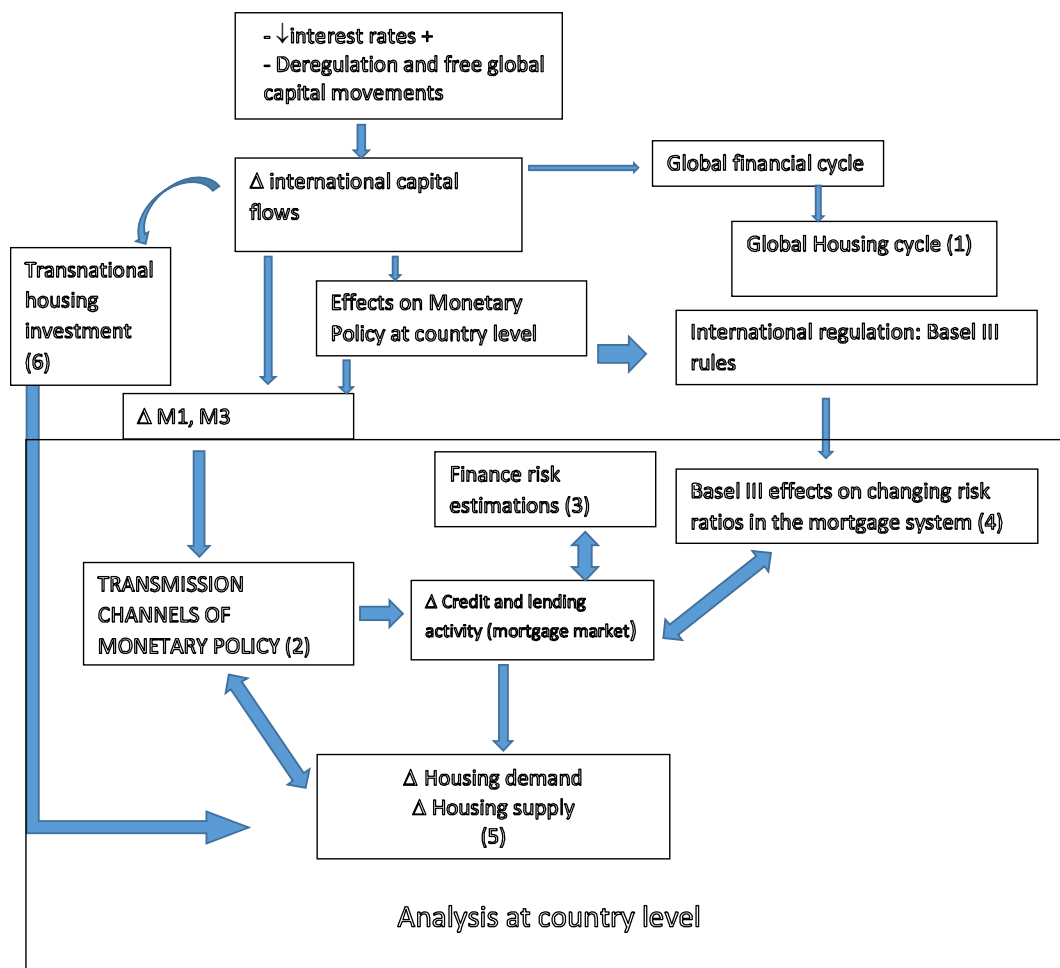 - ↓interest rates +
- Deregulation and free global
capital movements
Δ international capital
flows
Global financial cycle
Global Housing cycle (1)
Transnational
housing
investment
(6)
Effects on Monetary
Policy at country level
International regulation: Basel III
rules
Δ M1, M3
Finance risk
estimations (3)
Basel III effects on changing risk
ratios in the mortgage system (4)
TRANSMISSION
CHANNELS OF
MONETARY POLICY (2)
Δ Credit and lending
activity (mortgage market)
Δ Housing demand
Δ Housing supply
(5)
Analysis at country level